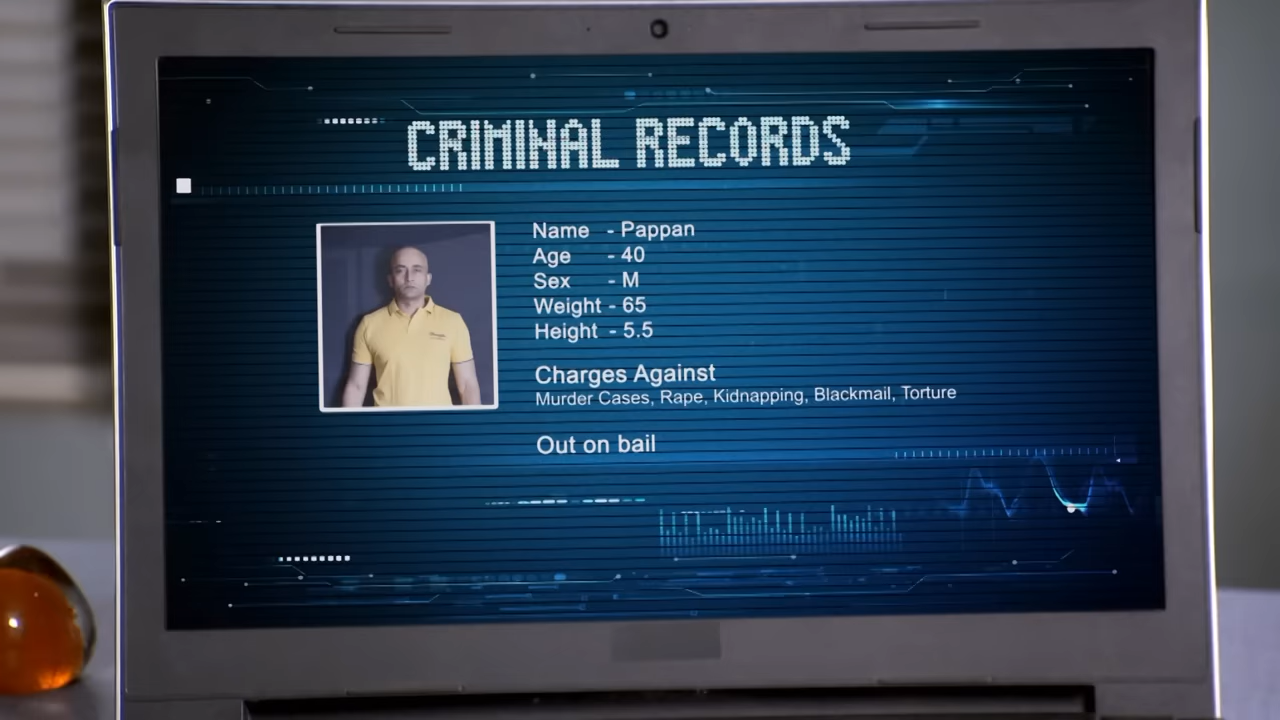 CRIMINAL RECORDS
Name - Pappan
Age - 40
Sex - M
Weight - 65
Height - 5.5
Charges Against
Murder Cases, Rape, Kidnapping, Blackmail, Torture
Out on bail